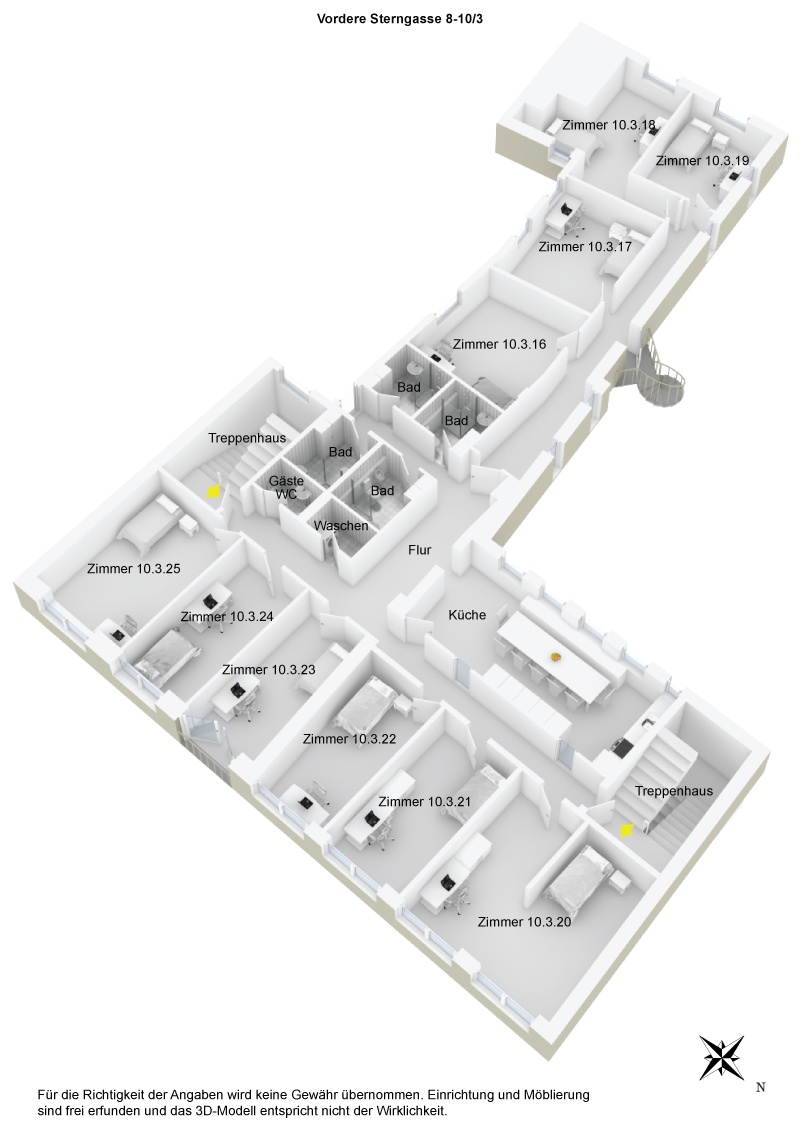 Vordere Sterngasse 8-10/3
Zimmer 10.3.18
Zimmer 10.3.19
Zimmer 10.3.17
Zimmer 10.3.16
Bad
Bad
Treppenhaus
Bad
Gäste
WC
Bad
Waschen
Flur
Zimmer 10.3.25
Zimmer 10.3.24
Küche
Zimmer 10.3.23
Zimmer 10.3.22
Zimmer 10.3.21
Treppenhaus
Zimmer 10.3.20
N
Für die Richtigkeit der Angaben wird keine Gewähr übernommen. Einrichtung und Möblierung
sind frei erfunden und das 3D-Modell entspricht nicht der Wirklichkeit.